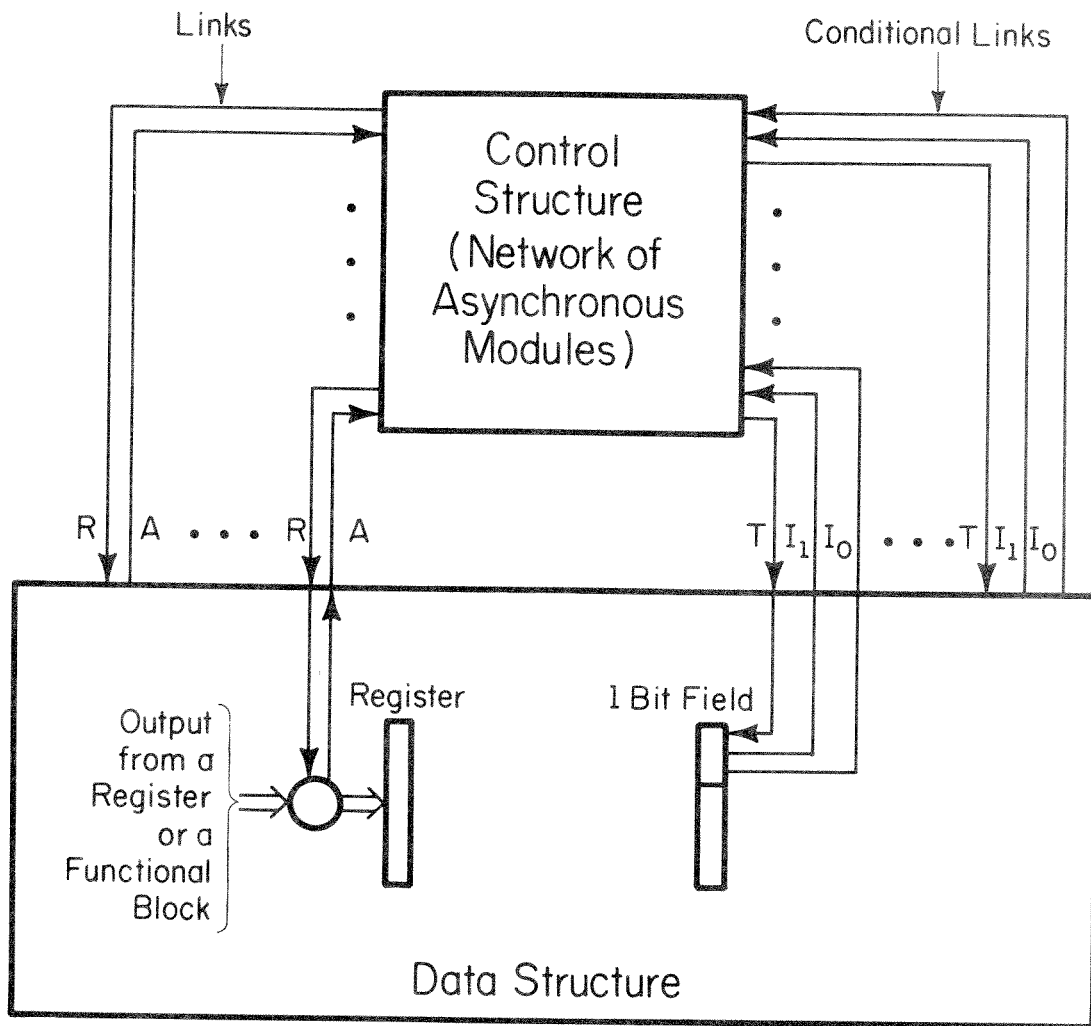 Links
Conditional Links
Control
Structure
(Network of
Asynchronous
Modules)
R A • • • R A
T I₁ I₀ • • • T I₁ I₀
Register
1 Bit Field
Output
from a
Register
or a
Functional
Block
Data Structure